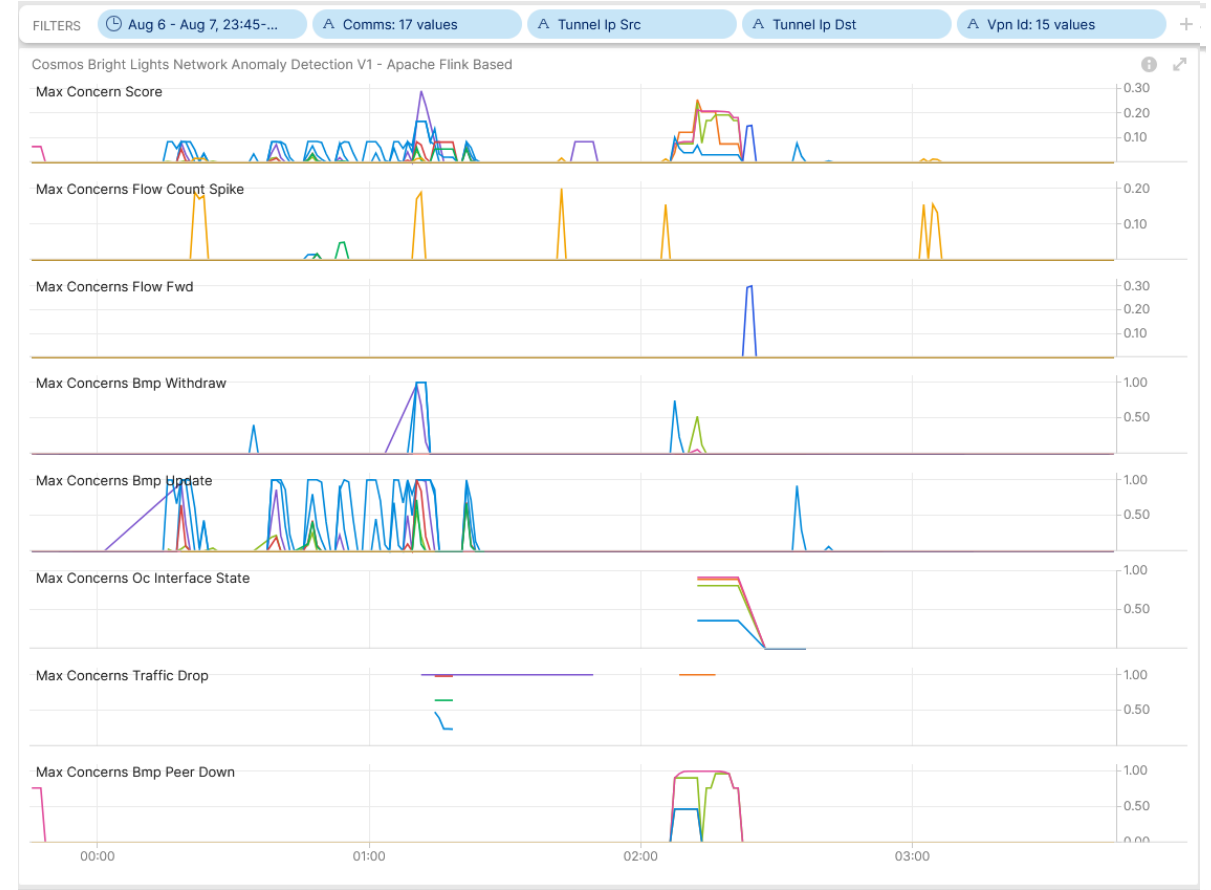 FILTERS Aug 6 - Aug 7, 23:45-... A Comms: 17 values A Tunnel Ip Src A Tunnel Ip Dst A Vpn Id: 15 values +
Cosmos Bright Lights Network Anomaly Detection V1 - Apache Flink Based
Max Concern Score
0.30
0.20
0.10
Max Concerns Flow Count Spike
0.20
0.10
Max Concerns Flow Fwd
0.30
0.20
0.10
Max Concerns Bmp Withdraw
1.00
0.50
Max Concerns Bmp Update
1.00
0.50
Max Concerns Oc Interface State
1.00
0.50
Max Concerns Traffic Drop
1.00
0.50
Max Concerns Bmp Peer Down
1.00
0.50
0.00
00:00 01:00 02:00 03:00